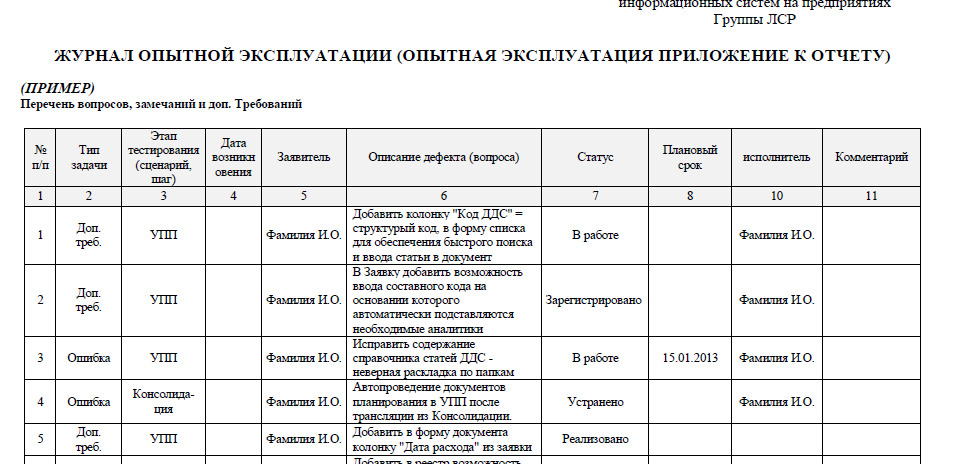 информационных систем на предприятиях
Группы ЛСР
ЖУРНАЛ ОПЫТНОЙ ЭКСПЛУАТАЦИИ (ОПЫТНАЯ ЭКСПЛУАТАЦИЯ ПРИЛОЖЕНИЕ К ОТЧЕТУ)
(ПРИМЕР)
Перечень вопросов, замечаний и доп. Требований
№ п/п | Тип задачи | Этап тестирования (сценарий, шаг) | Дата возникн овения | Заявитель | Описание дефекта (вопроса) | Статус | Плановый срок | исполнитель | Комментарий
1 | 2 | 3 | 4 | 5 | 6 | 7 | 8 | 10 | 11
1 | Доп. треб. | УПП | | Фамилия И.О. | Добавить колонку "Код ДДС" = структурый код, в форму списка для обеспечения быстрого поиска и ввода статьи в документ | В работе | | Фамилия И.О. |
2 | Доп. треб. | УПП | | Фамилия И.О. | В Заявку добавить возможность ввода составного кода на основании которого автоматически подставляются необходимые аналитики | Зарегистрировано | | Фамилия И.О. |
3 | Ошибка | УПП | | Фамилия И.О. | Исправить содержание справочника статей ДДС - неверная раскладка по папкам | В работе | 15.01.2013 | Фамилия И.О. |
4 | Ошибка | Консолида- ция | | Фамилия И.О. | Автопроведение документов планирования в УПП после трансляции из Консолидации. | Устранено | | Фамилия И.О. |
5 | Доп. треб. | УПП | | Фамилия И.О. | Добавить в форму документа колонку "Дата расхода" из заявки | Реализовано | | |
Добавить в реестр возможность